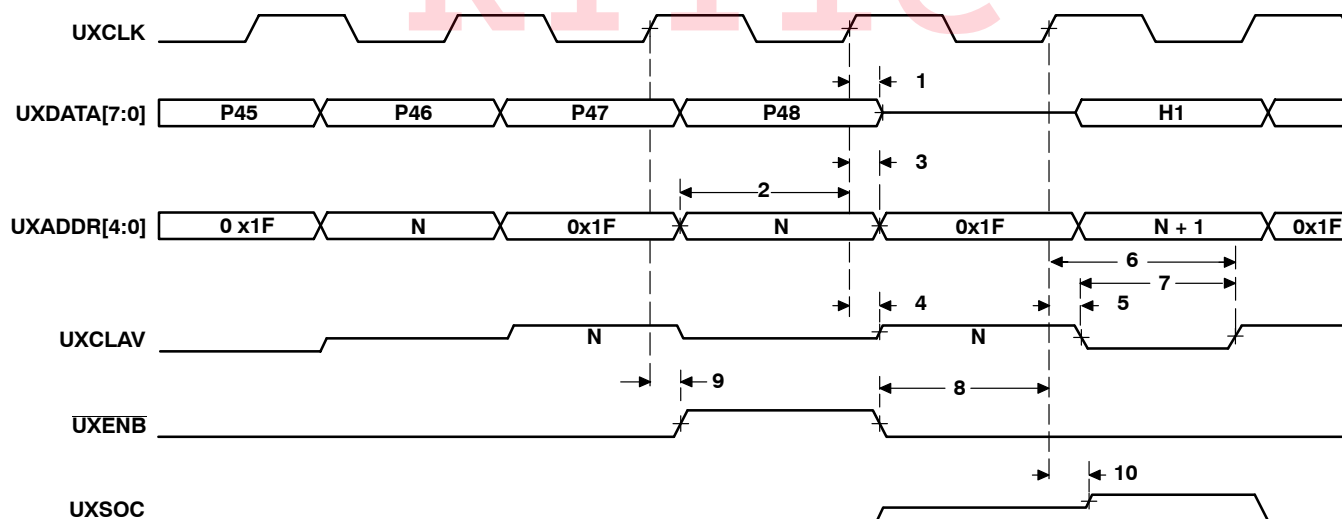 UXCLK
1
UXDATA[7:0] P45 P46 P47 P48 H1
3
2
UXADDR[4:0] 0 x1F N 0x1F N 0x1F N + 1 0x1F
6
7
4 5
UXCLAV N N
9 8
UXENB
10
UXSOC